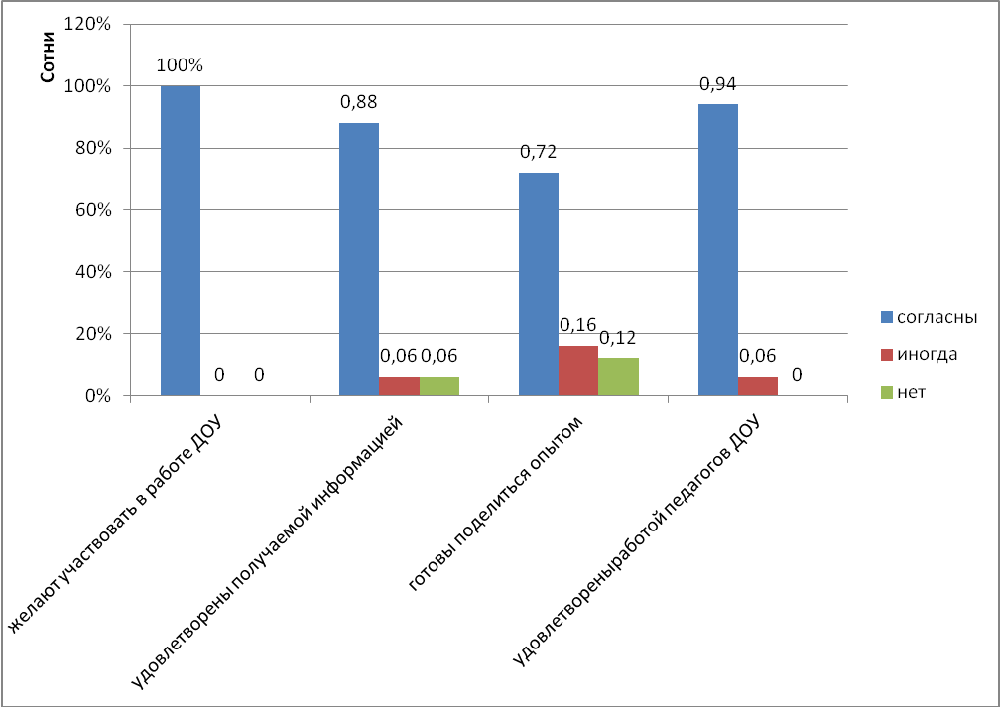 Сотни
120%
100%
80%
60%
40%
20%
0%
100%
0
0
0,88
0,06
0,06
0,72
0,16
0,12
0,94
0,06
0
желают участвовать в работе ДОУ
удовлетворены получаемой информацией
готовы поделиться опытом
удовлетвореныработой педагогов ДОУ
согласны
иногда
нет